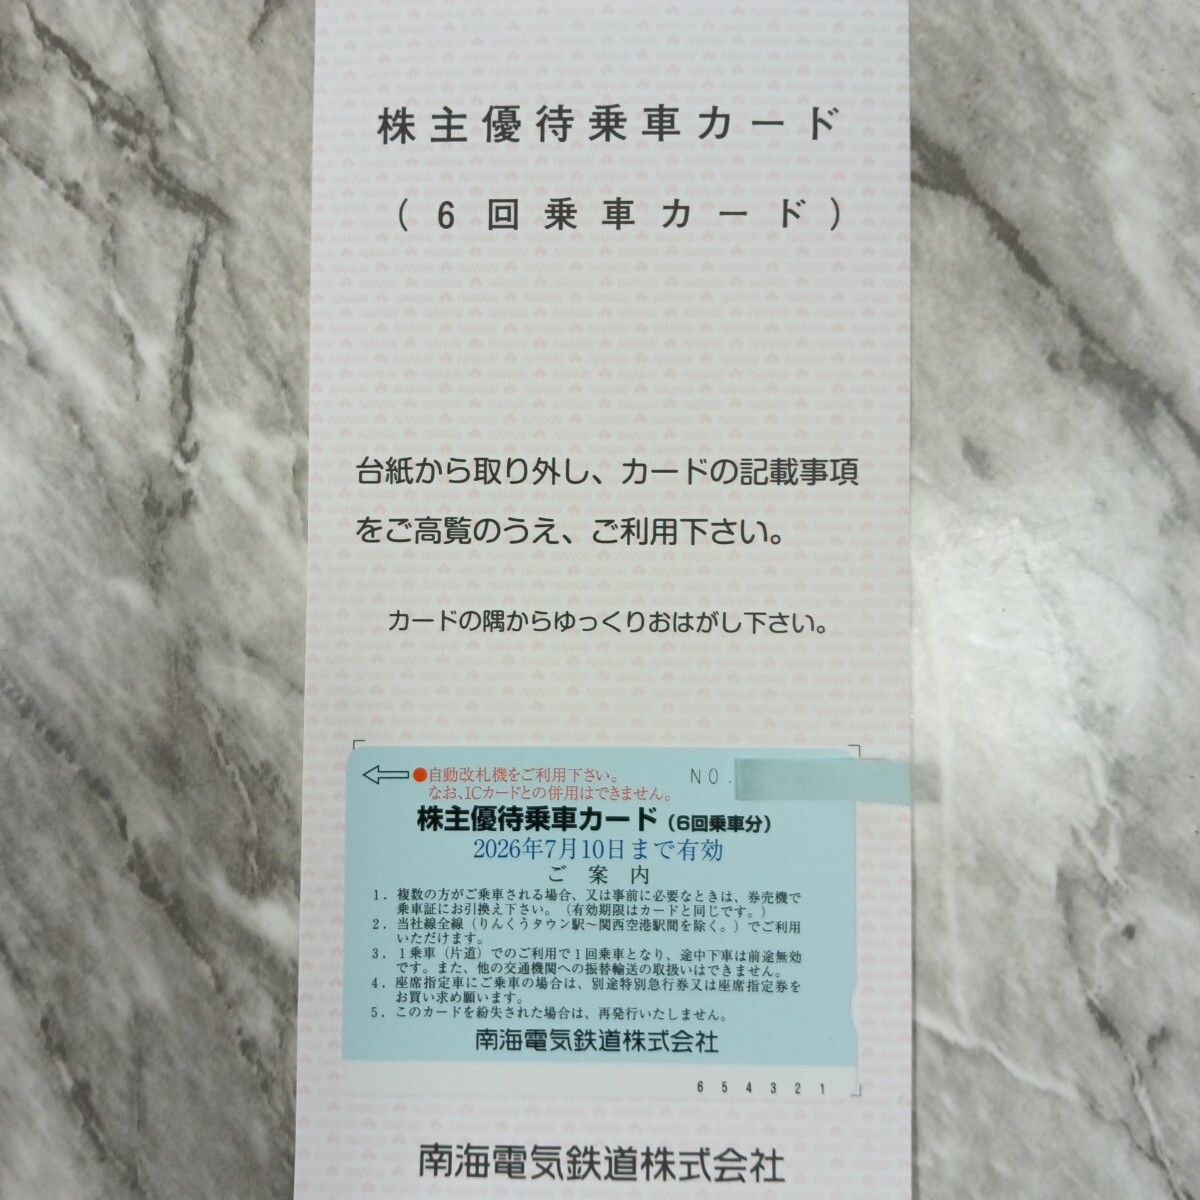 株主優待乗車カード
(6回乗車カード)
台紙から取り外し、カードの記載事項
をご高覧のうえ、ご利用下さい。
カードの隅からゆっくりおはがし下さい。
●自動改札機をご利用下さい。 NO.
なお、ICカードとの併用はできません。
株主優待乗車カード(6回乗車分)
2026年7月10日まで有効
ご案内
1. 複数の方がご乗車される場合、又は事前に必要なときは、券売機で
乗車証にお引換え下さい。(有効期限はカードと同じです。)
2. 当社線全線(りんくうタウン駅〜関西空港駅間を除く。)でご利用
いただけます。
3. 1乗車(片道)でのご利用で1回乗車となり、途中下車は前途無効
です。また、他の交通機関への振替輸送の取扱いはできません。
4. 座席指定車にご乗車の場合は、別途特別急行券又は座席指定券を
お買い求め願います。
5. このカードを紛失された場合は、再発行いたしません。
南海電気鉄道株式会社
6 5 4 3 2 1
南海電気鉄道株式会社